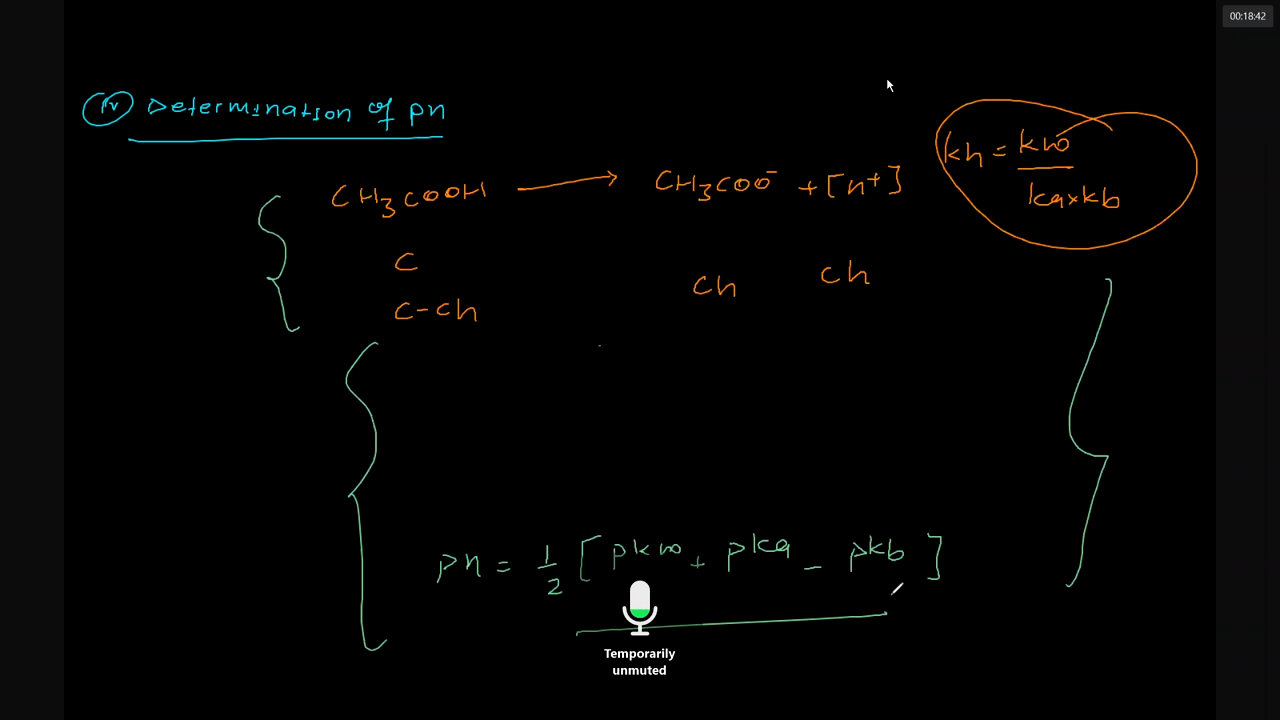 00:18:42
(iv) Determination of pH
CH3COOH → CH3COO⁻ + [H⁺]
kh = kw / ka×kb
C
Ch Ch
C-Ch
pH = 1/2 [pkw + pka - pkb]
Temporarily
unmuted